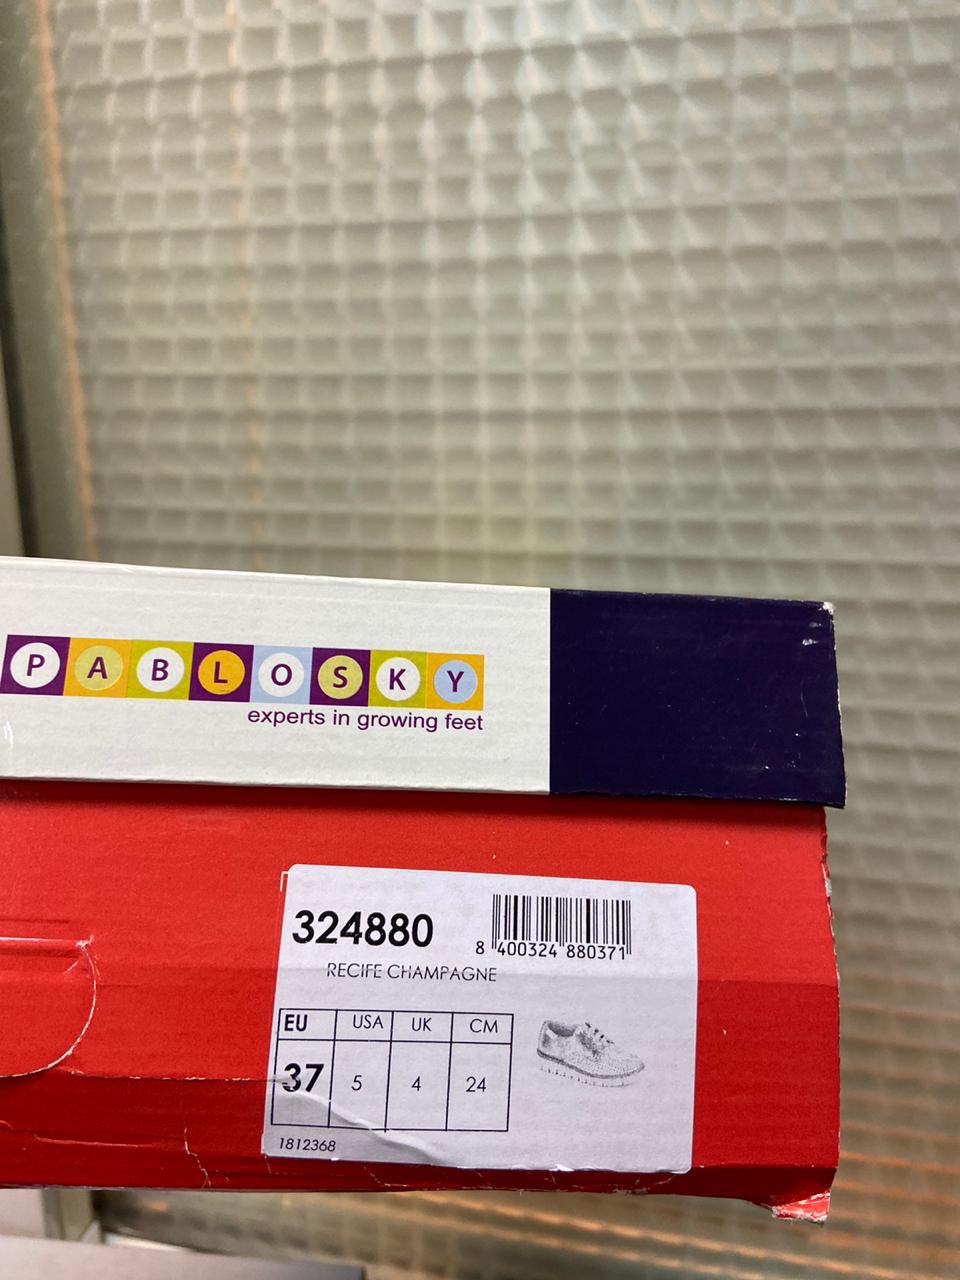 PABLOSKY
experts in growing feet
324880
8 400324 880371
RECIFE CHAMPAGNE
EU USA UK CM
37 5 4 24
1812368